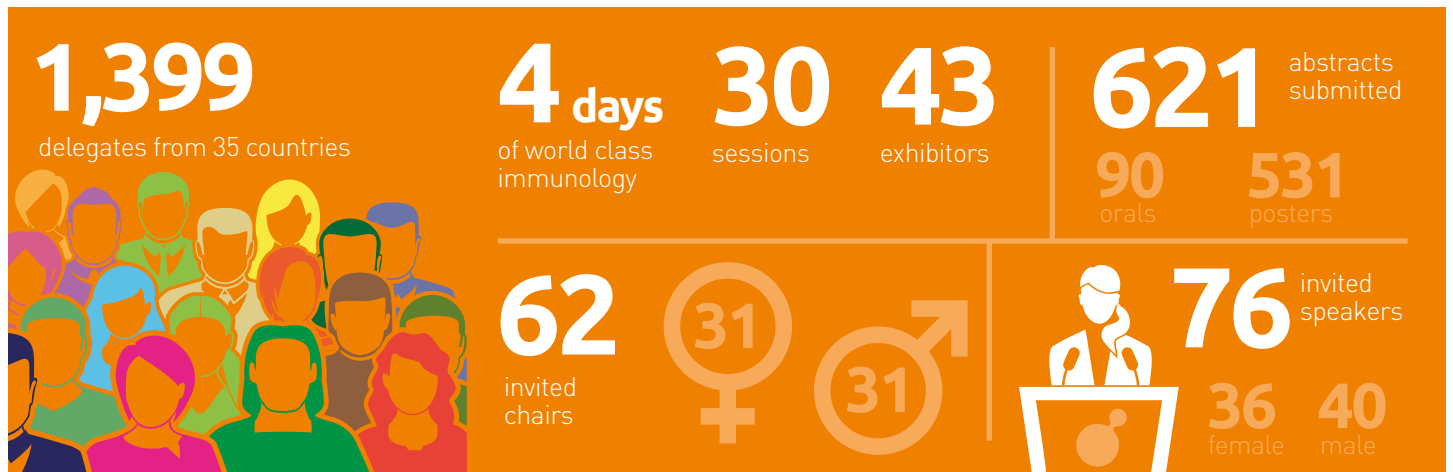 1,399
delegates from 35 countries
4 days
of world class
immunology
30
sessions
43
exhibitors
621
abstracts
submitted
90
orals
531
posters
62
invited
chairs
31
31
76
invited
speakers
36
female
40
male